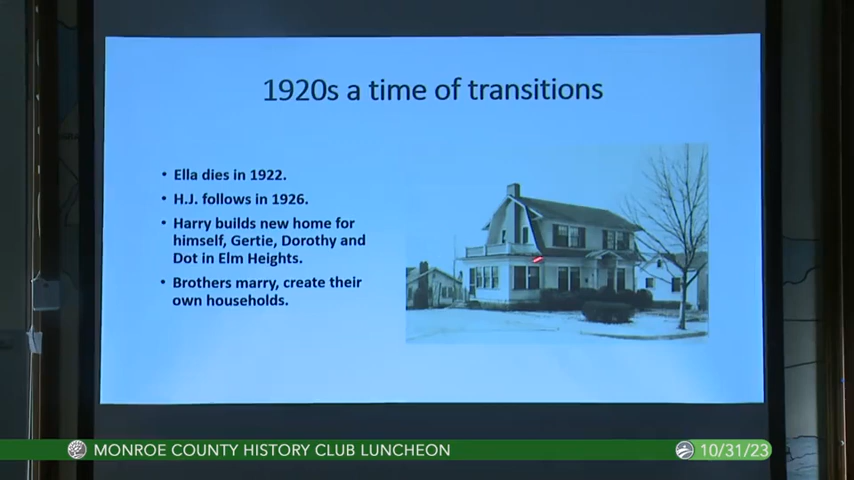 1920s a time of transitions
• Ella dies in 1922.
• H.J. follows in 1926.
• Harry builds new home for
himself, Gertie, Dorothy and
Dot in Elm Heights.
• Brothers marry, create their
own households.
MONROE COUNTY HISTORY CLUB LUNCHEON
10/31/23